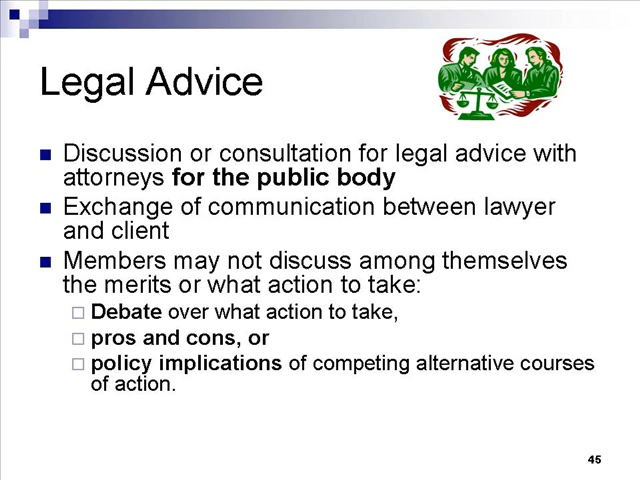 Legal Advice
Discussion or consultation for legal advice with
attorneys for the public body
Exchange of communication between lawyer
and client
Members may not discuss among themselves
the merits or what action to take:
Debate over what action to take,
pros and cons, or
policy implications of competing alternative courses
of action.
45